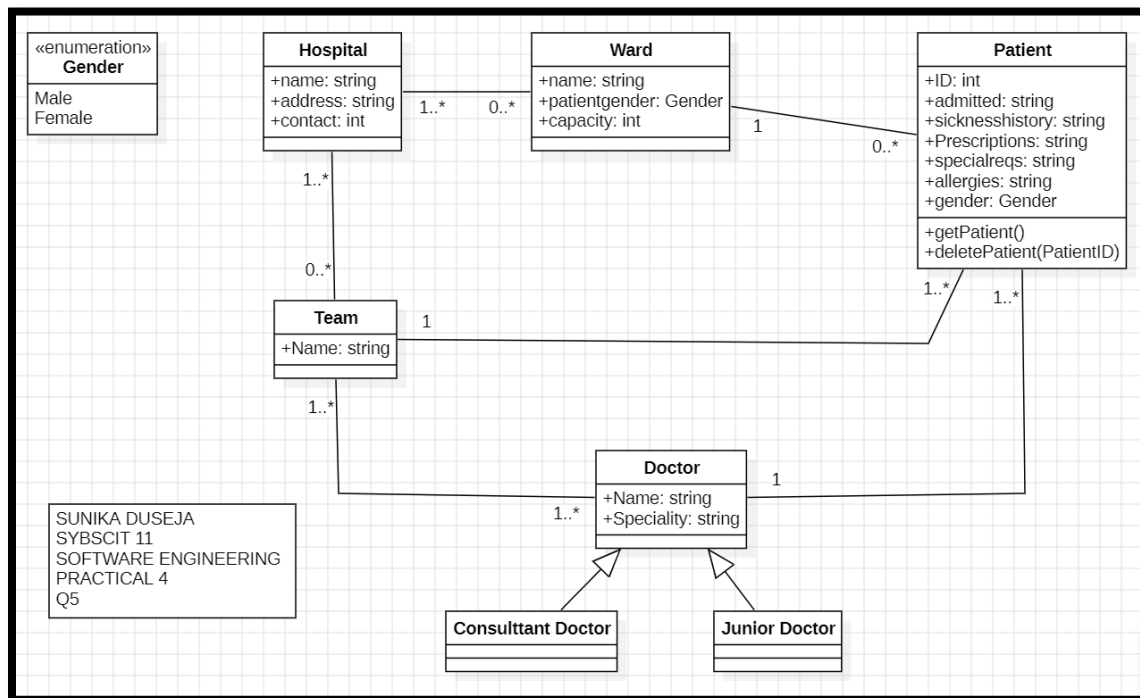 «enumeration»
Gender
Male
Female
Hospital
+name: string
+address: string
+contact: int
1..*
0..*
Ward
+name: string
+patientgender: Gender
+capacity: int
1
0..*
Patient
+ID: int
+admitted: string
+sicknesshistory: string
+Prescriptions: string
+specialreqs: string
+allergies: string
+gender: Gender
+getPatient()
+deletePatient(PatientID)
1..*
0..*
1..*
1..*
Team
+Name: string
1
1..*
Doctor
+Name: string
+Speciality: string
1
1..*
SUNIKA DUSEJA
SYBSCIT 11
SOFTWARE ENGINEERING
PRACTICAL 4
Q5
Consulttant Doctor
Junior Doctor